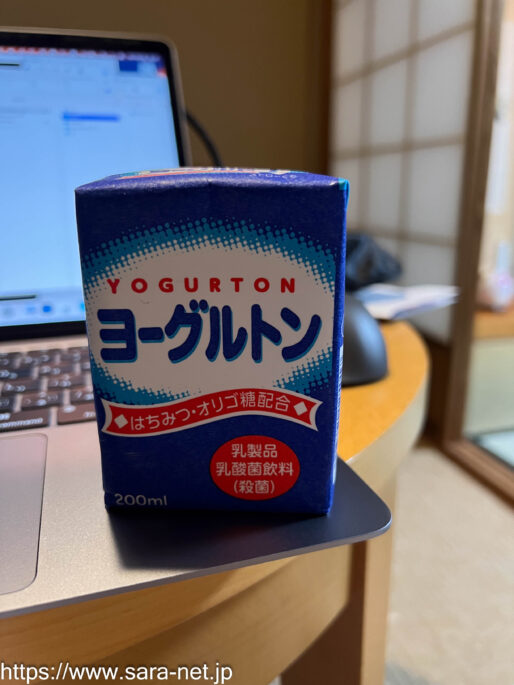 YOGURTON
ヨーグルトン
はちみつ・オリゴ糖配合
乳製品
乳酸菌飲料
(殺菌)
200ml
https://www.sara-net.jp